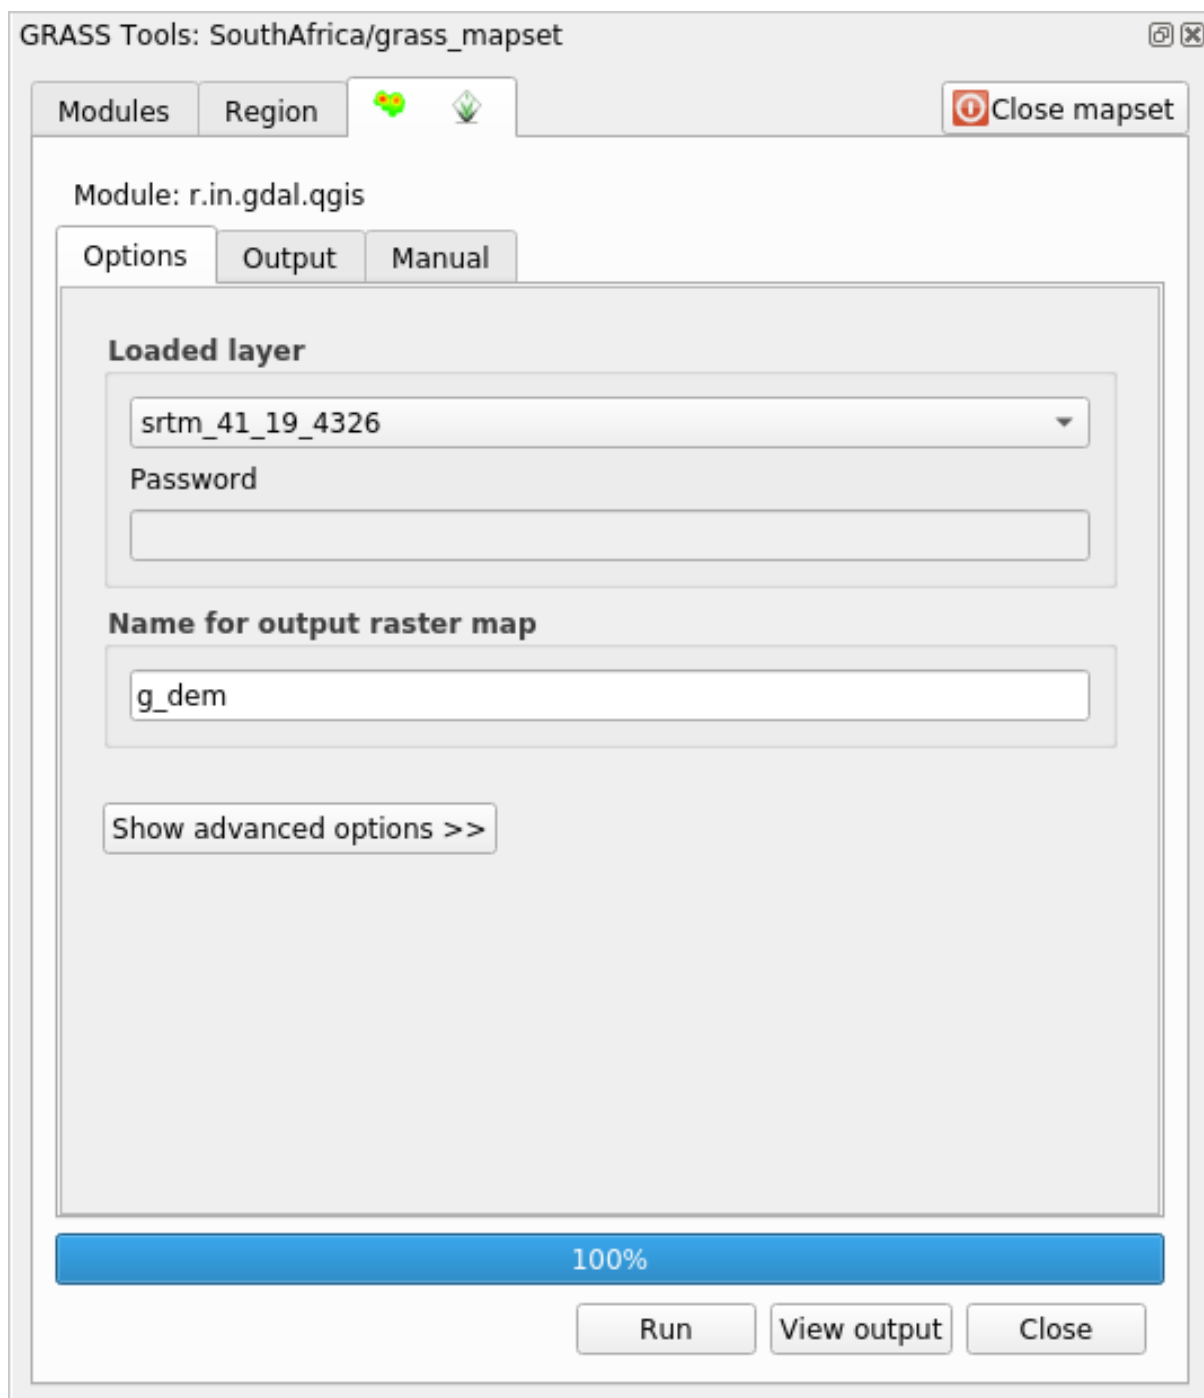 GRASS Tools: SouthAfrica/grass_mapset
Modules Region Close mapset
Module: r.in.gdal.qgis
Options Output Manual
Loaded layer
srtm_41_19_4326
Password
Name for output raster map
g_dem
Show advanced options >>
100%
Run View output Close